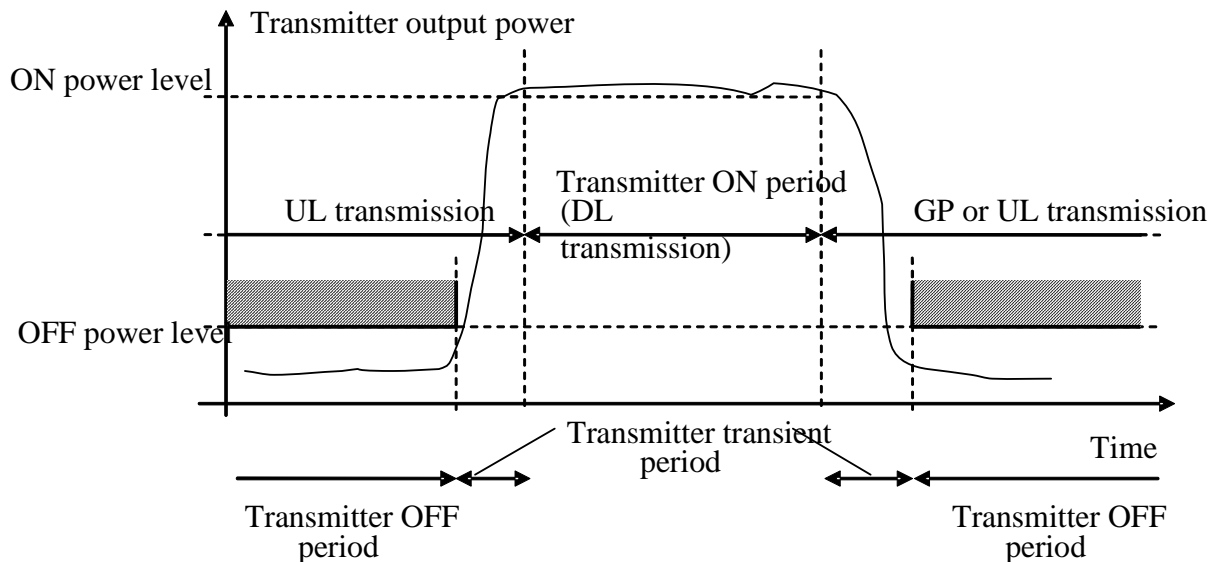 Transmitter output power
ON power level
Transmitter ON period
UL transmission
(DL
transmission)
GP or UL transmission
OFF power level
Transmitter transient
period
Time
Transmitter OFF
period
Transmitter OFF
period